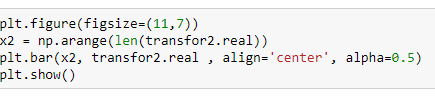 plt.figure(figsize=(11,7))
x2 = np.arange(len(transfor2.real))
plt.bar(x2, transfor2.real , align='center', alpha=0.5)
plt.show()